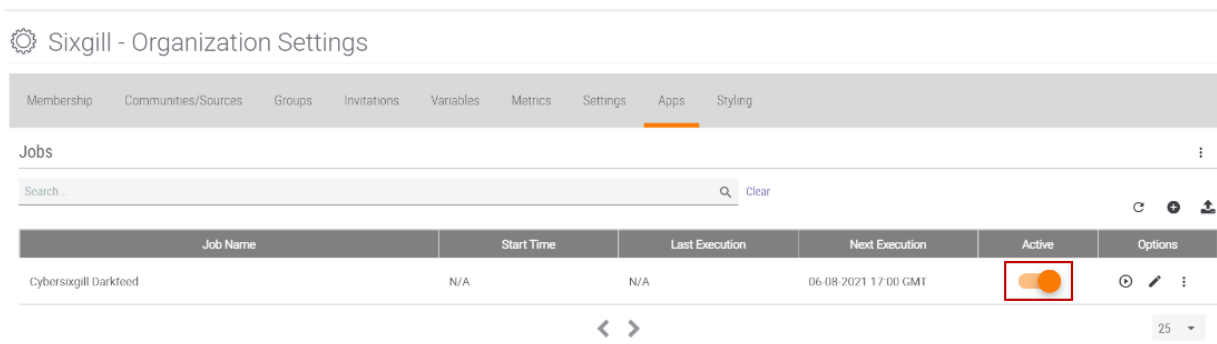 Sixgill - Organization Settings
Membership Communities/Sources Groups Invitations Variables Metrics Settings Apps Styling
Jobs
Search... Clear
Job Name Start Time Last Execution Next Execution Active Options
Cybersixgill Darkfeed N/A N/A 06-08-2021 17:00 GMT
25